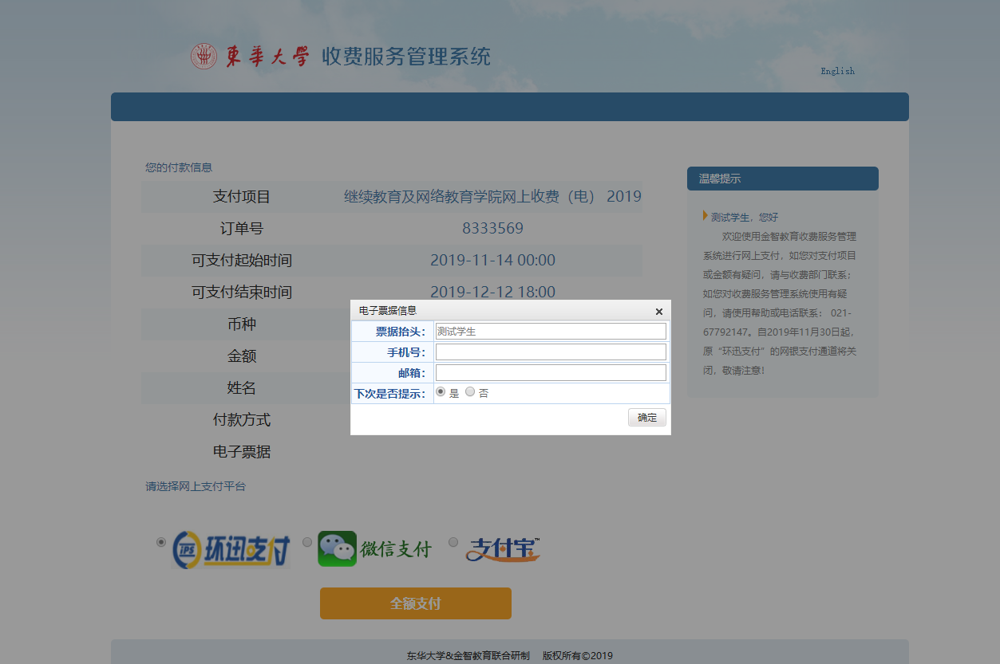 東華大学 收费服务管理系统
English
您的付款信息
支付项目 继续教育及网络教育学院网上收费（电） 2019
订单号 8333569
可支付起始时间 2019-11-14 00:00
可支付结束时间 2019-12-12 18:00
币种
金额
姓名
付款方式
电子票据
电子票据信息 ×
票据抬头： 测试学生
手机号：
邮箱：
下次是否提示： 是 否
确定
请选择网上支付平台
iPS 环迅支付 微信支付 支付宝™
全额支付
温馨提示
测试学生，您好
欢迎使用金智教育收费服务管理
系统进行网上支付，如您对支付项目
或金额有疑问，请与收费部门联系；
如您对收费服务管理系统使用有疑
问，请使用帮助或电话联系： 021-
67792147。自2019年11月30日起，
原“环迅支付”的网银支付通道将关
闭，敬请注意！
东华大学&金智教育联合研制 版权所有©2019